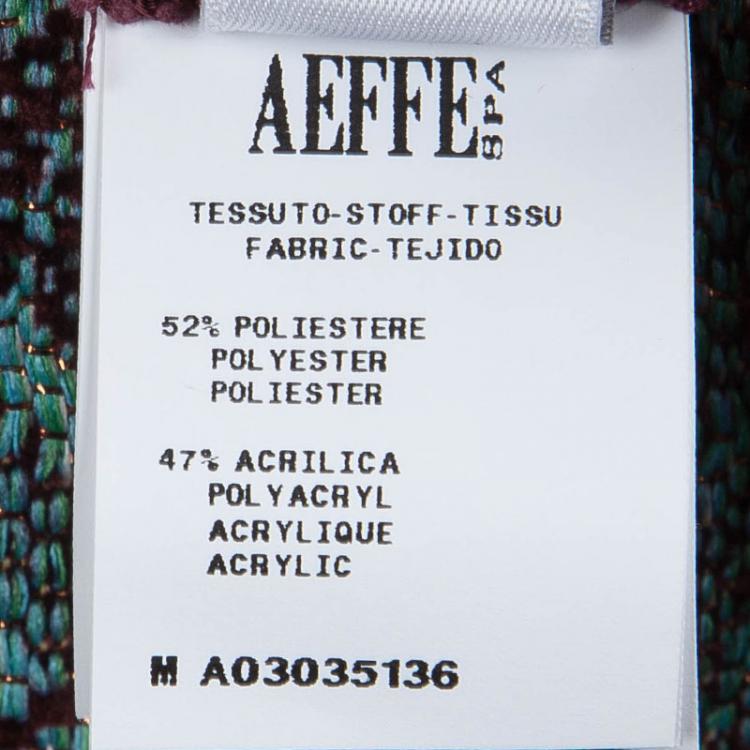 AEFFE SPA
TESSUTO-STOFF-TISSU
FABRIC-TEJIDO
52% POLIESTERE
POLYESTER
POLIESTER
47% ACRILICA
POLYACRYL
ACRYLIQUE
ACRYLIC
M A03035136